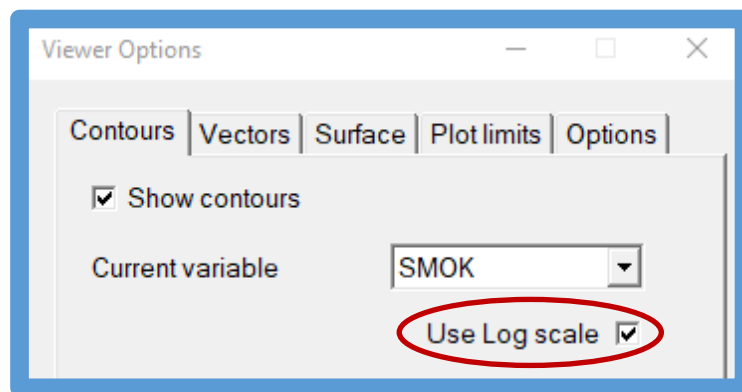 Viewer Options
Contours Vectors Surface Plot limits Options
Show contours
Current variable SMOK
Use Log scale